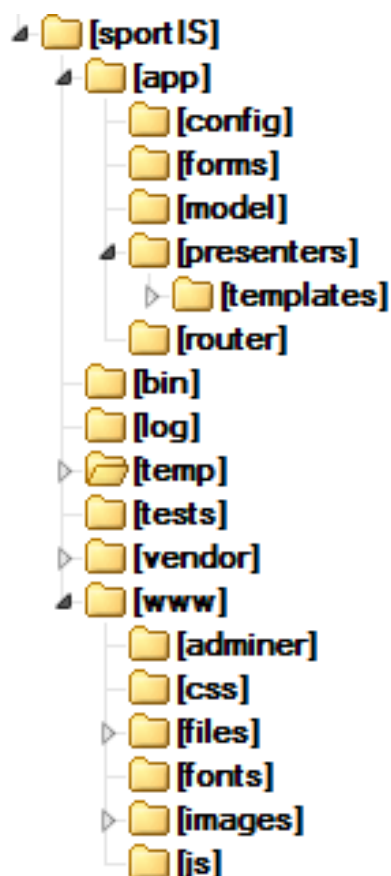 [sportIS]
[app]
[config]
[forms]
[model]
[presenters]
[templates]
[router]
[bin]
[log]
[temp]
[tests]
[vendor]
[www]
[adminer]
[css]
[files]
[fonts]
[images]
[js]